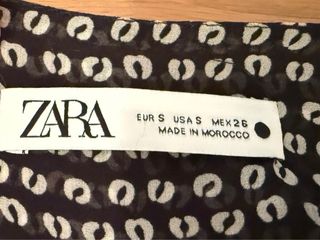 ZARA
EUR S USA S MEX 26
MADE IN MOROCCO